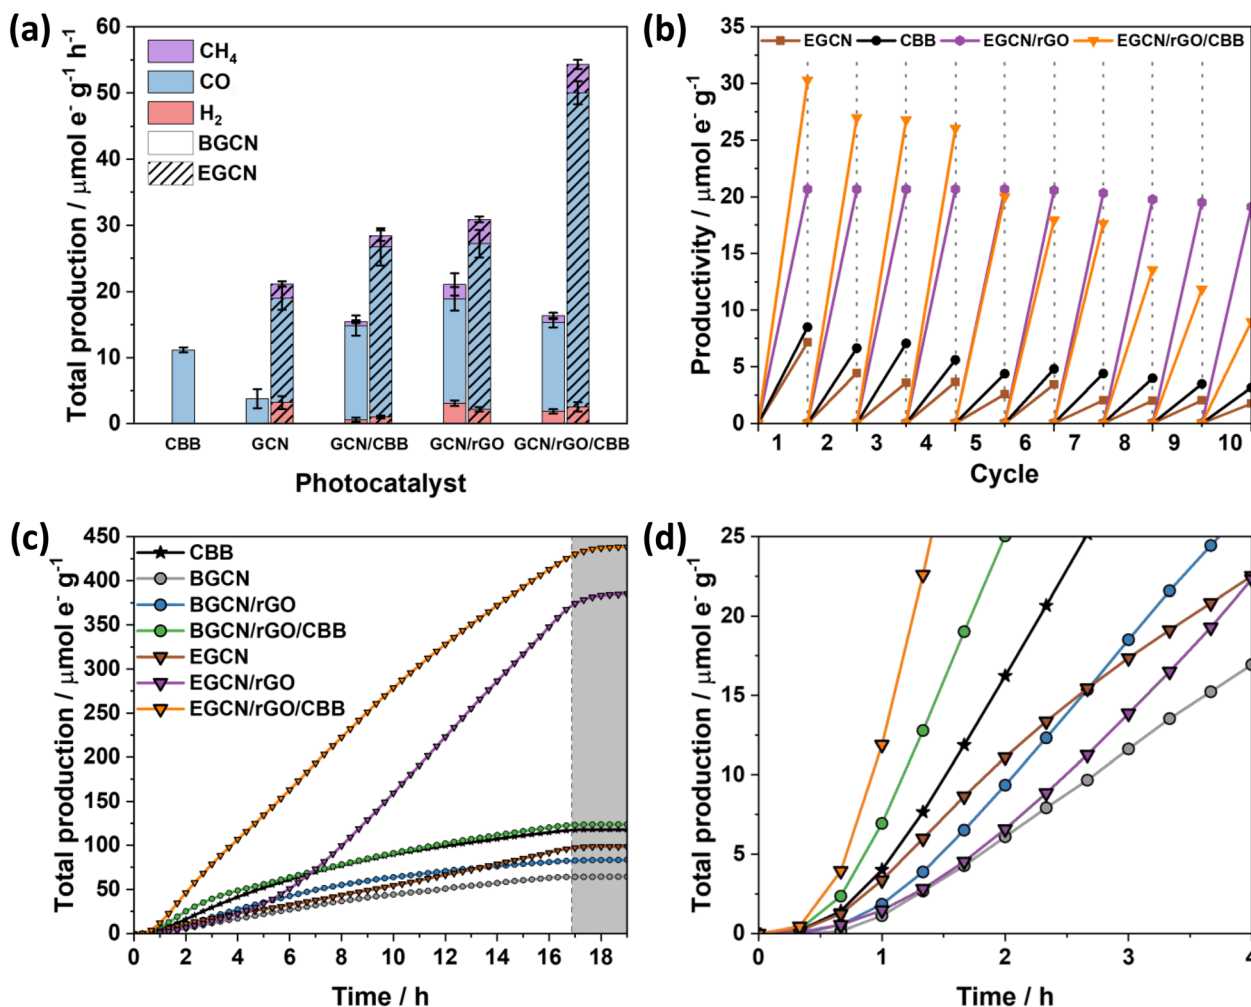 (a)
Total production / μmol e⁻ g⁻¹ h⁻¹
60
50
40
30
20
10
0
CH₄
CO
H₂
BGCN
EGCN
CBB
GCN
GCN/CBB
GCN/rGO
GCN/rGO/CBB
Photocatalyst
(b)
Productivity / μmol e⁻ g⁻¹
35
30
25
20
15
10
5
0
EGCN
CBB
EGCN/rGO
EGCN/rGO/CBB
1 2 3 4 5 6 7 8 9 10
Cycle
(c)
Total production / μmol e⁻ g⁻¹
450
400
350
300
250
200
150
100
50
0
CBB
BGCN
BGCN/rGO
BGCN/rGO/CBB
EGCN
EGCN/rGO
EGCN/rGO/CBB
0 2 4 6 8 10 12 14 16 18
Time / h
(d)
Total production / μmol e⁻ g⁻¹
25
20
15
10
5
0
0 1 2 3 4
Time / h